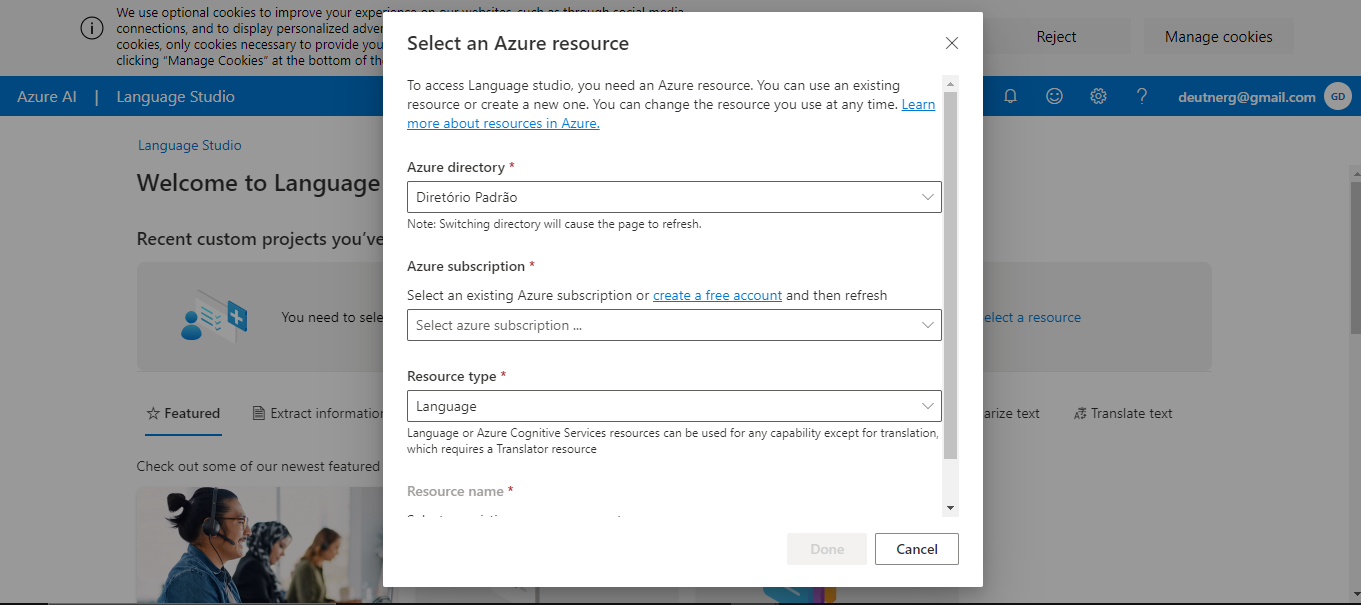 We use optional cookies to improve your experience on our websites, such as through social media
connections, and to display personalized adver
cookies, only cookies necessary to provide you
clicking "Manage Cookies" at the bottom of the
Reject
Manage cookies
Azure AI | Language Studio
deutnerg@gmail.com
GD
Language Studio
Welcome to Language
Recent custom projects you've
You need to sele
elect a resource
Featured
Extract information
arize text
Translate text
Check out some of our newest featured
Select an Azure resource
To access Language studio, you need an Azure resource. You can use an existing
resource or create a new one. You can change the resource you use at any time. Learn
more about resources in Azure.
Azure directory *
Diretório Padrão
Note: Switching directory will cause the page to refresh.
Azure subscription *
Select an existing Azure subscription or create a free account and then refresh
Select azure subscription ...
Resource type *
Language
Language or Azure Cognitive Services resources can be used for any capability except for translation,
which requires a Translator resource
Resource name *
Done
Cancel